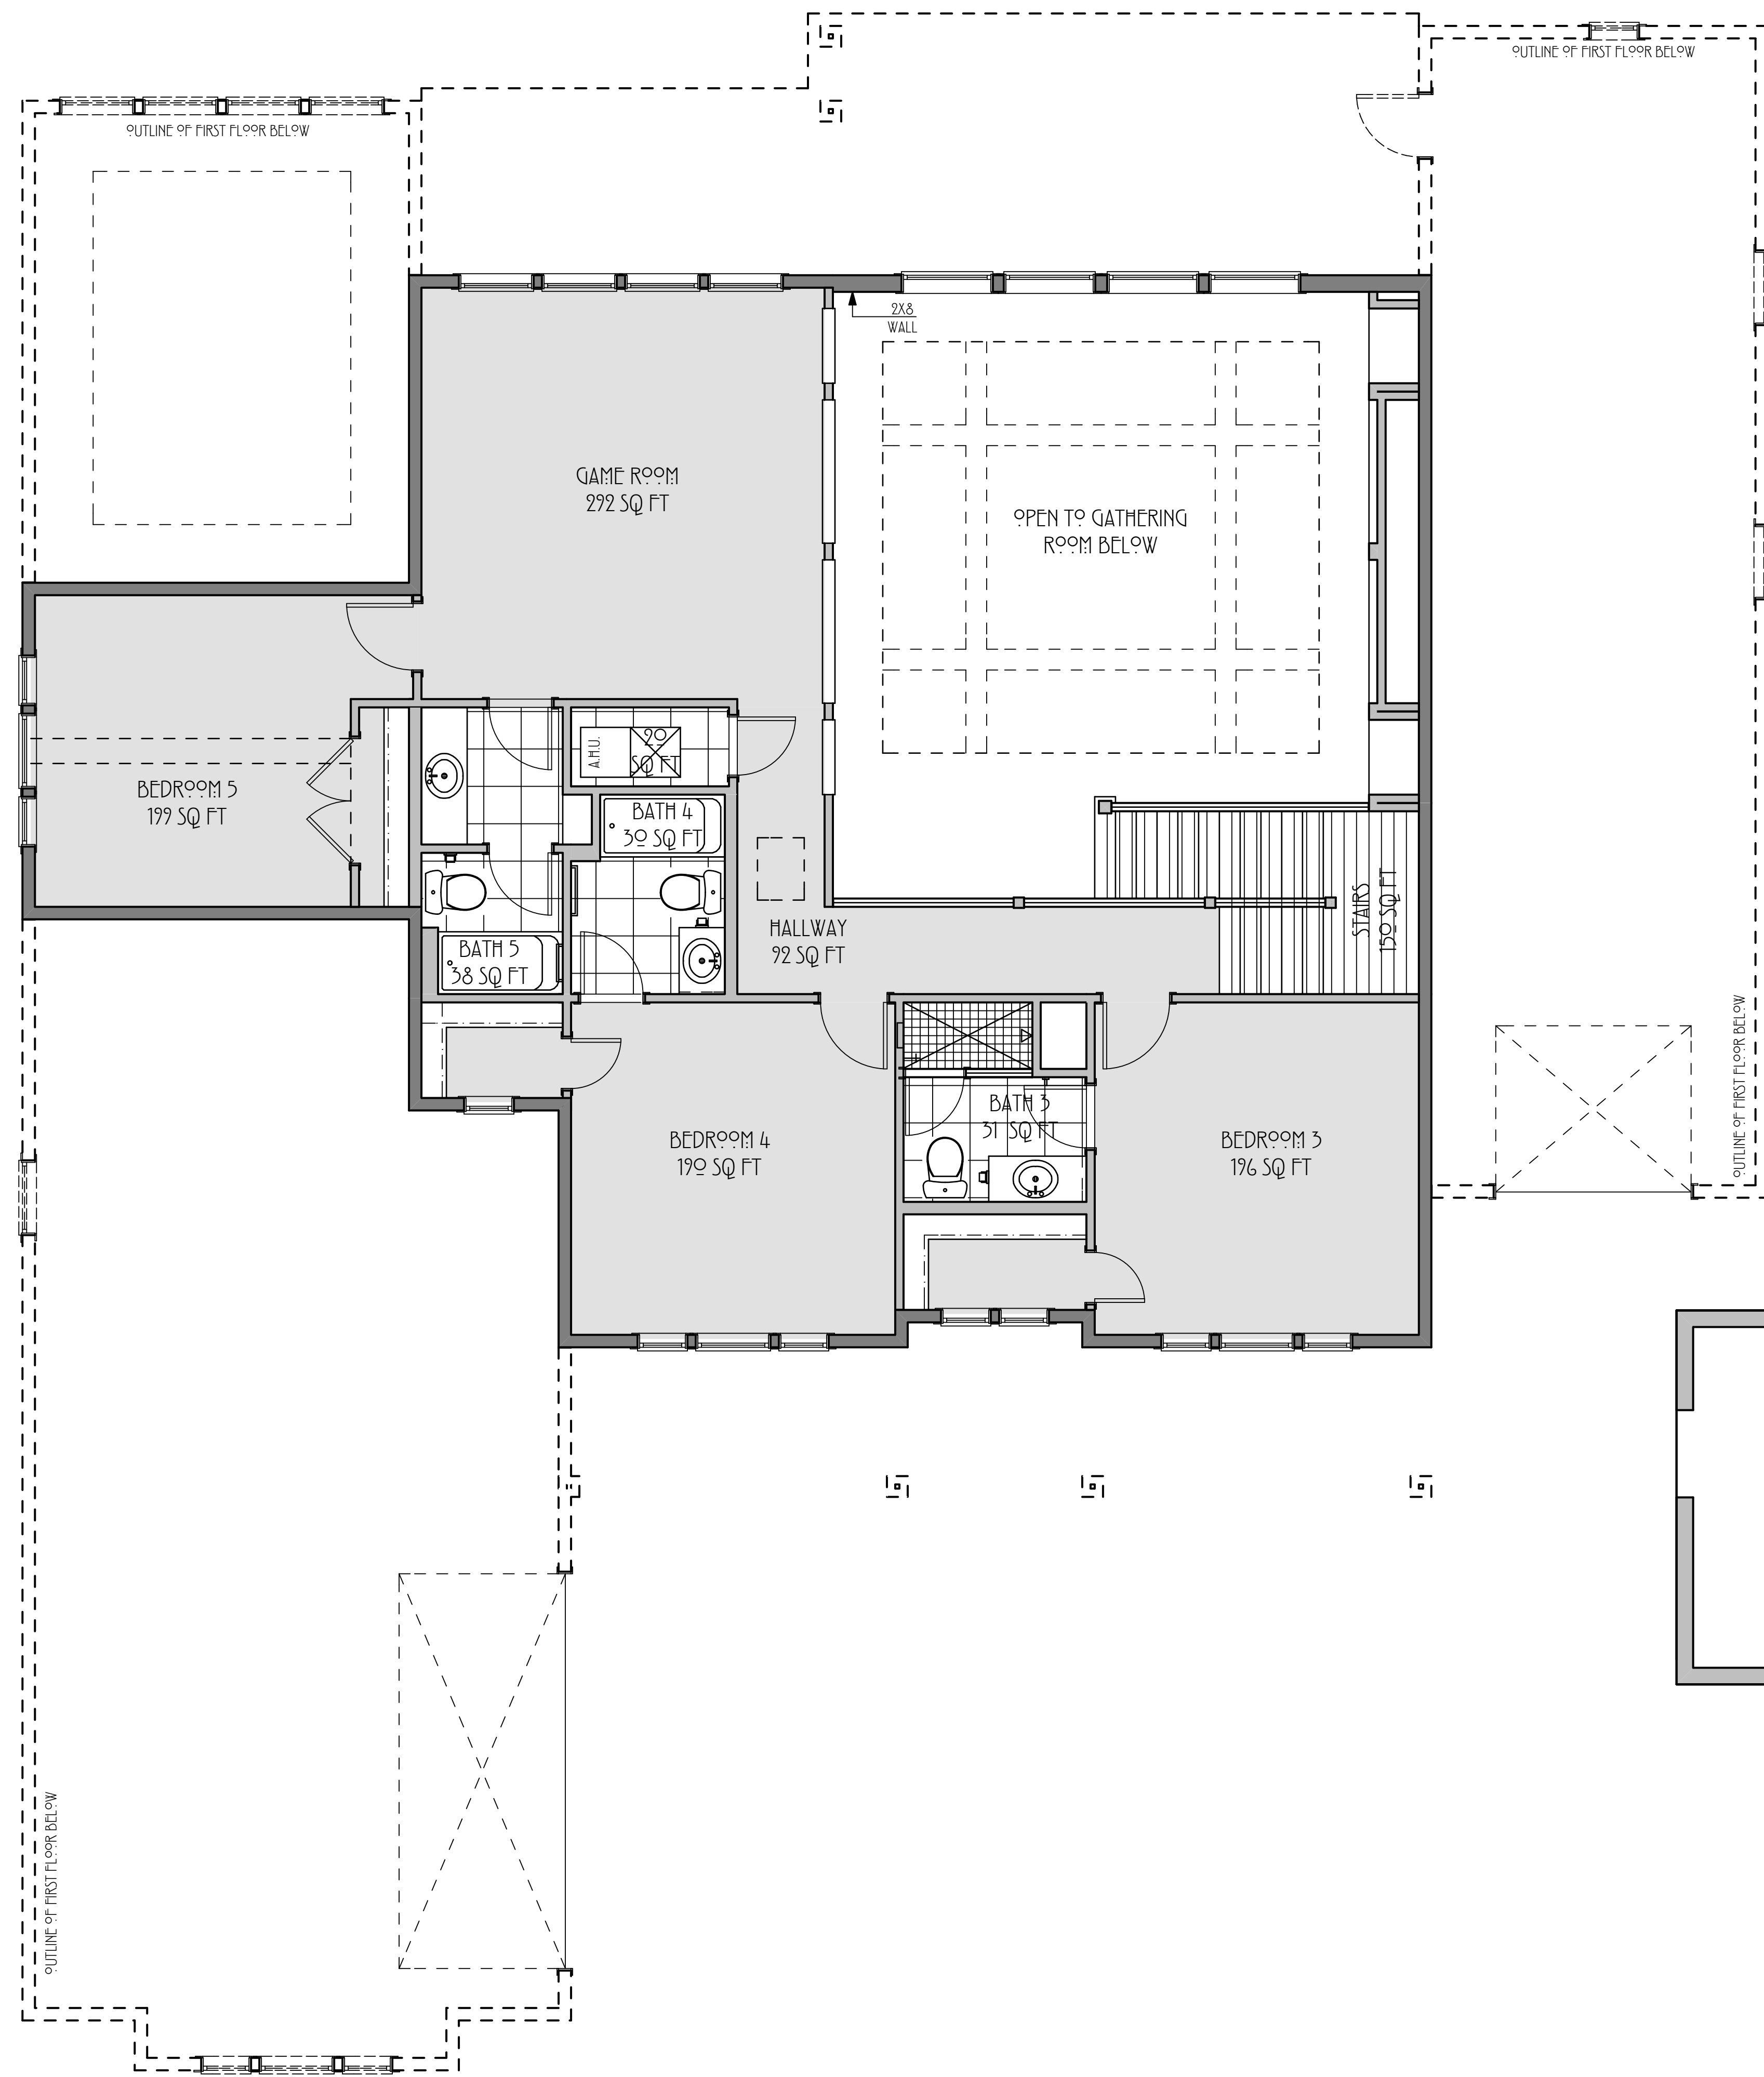 OUTLINE OF FIRST FLOOR BELOW
OUTLINE OF FIRST FLOOR BELOW
2X8
WALL
GAME ROOM
292 SQ FT
OPEN TO GATHERING
ROOM BELOW
A.H.U.
20
SQ FT
BEDROOM 5
199 SQ FT
BATH 4
30 SQ FT
STAIRS
150 SQ FT
HALLWAY
92 SQ FT
BATH 5
38 SQ FT
BATH 3
31 SQ FT
BEDROOM 4
190 SQ FT
BEDROOM 3
196 SQ FT
OUTLINE OF FIRST FLOOR BELOW
OUTLINE OF FIRST FLOOR BELOW